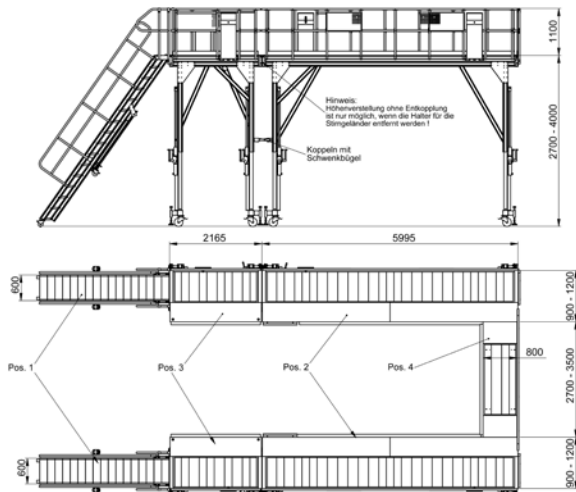 1100
Hinweis:
Höhenverstellung ohne Entkopplung
ist nur möglich, wenn die Halter für die
Stirngeländer entfernt werden !
Koppeln mit
Schwenkbügel
2700 - 4000
2165
5995
600
900 - 1200
Pos. 1
Pos. 3
Pos. 2
Pos. 4
800
2700 - 3500
600
900 - 1200